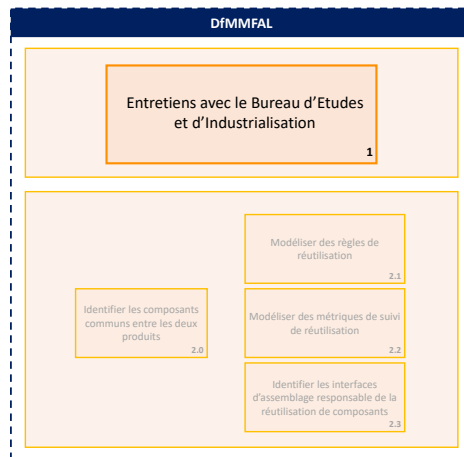 DfMMFAL
Entretiens avec le Bureau d'Etudes
et d'Industrialisation
1
Modéliser des règles de
réutilisation
2.1
Identifier les composants
communs entre les deux
produits
2.0
Modéliser des métriques de suivi
de réutilisation
2.2
Identifier les interfaces
d'assemblage responsable de la
réutilisation de composants
2.3